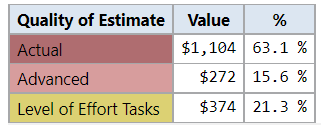 Quality of Estimate Value %
Actual $1,104 63.1 %
Advanced $272 15.6 %
Level of Effort Tasks $374 21.3 %